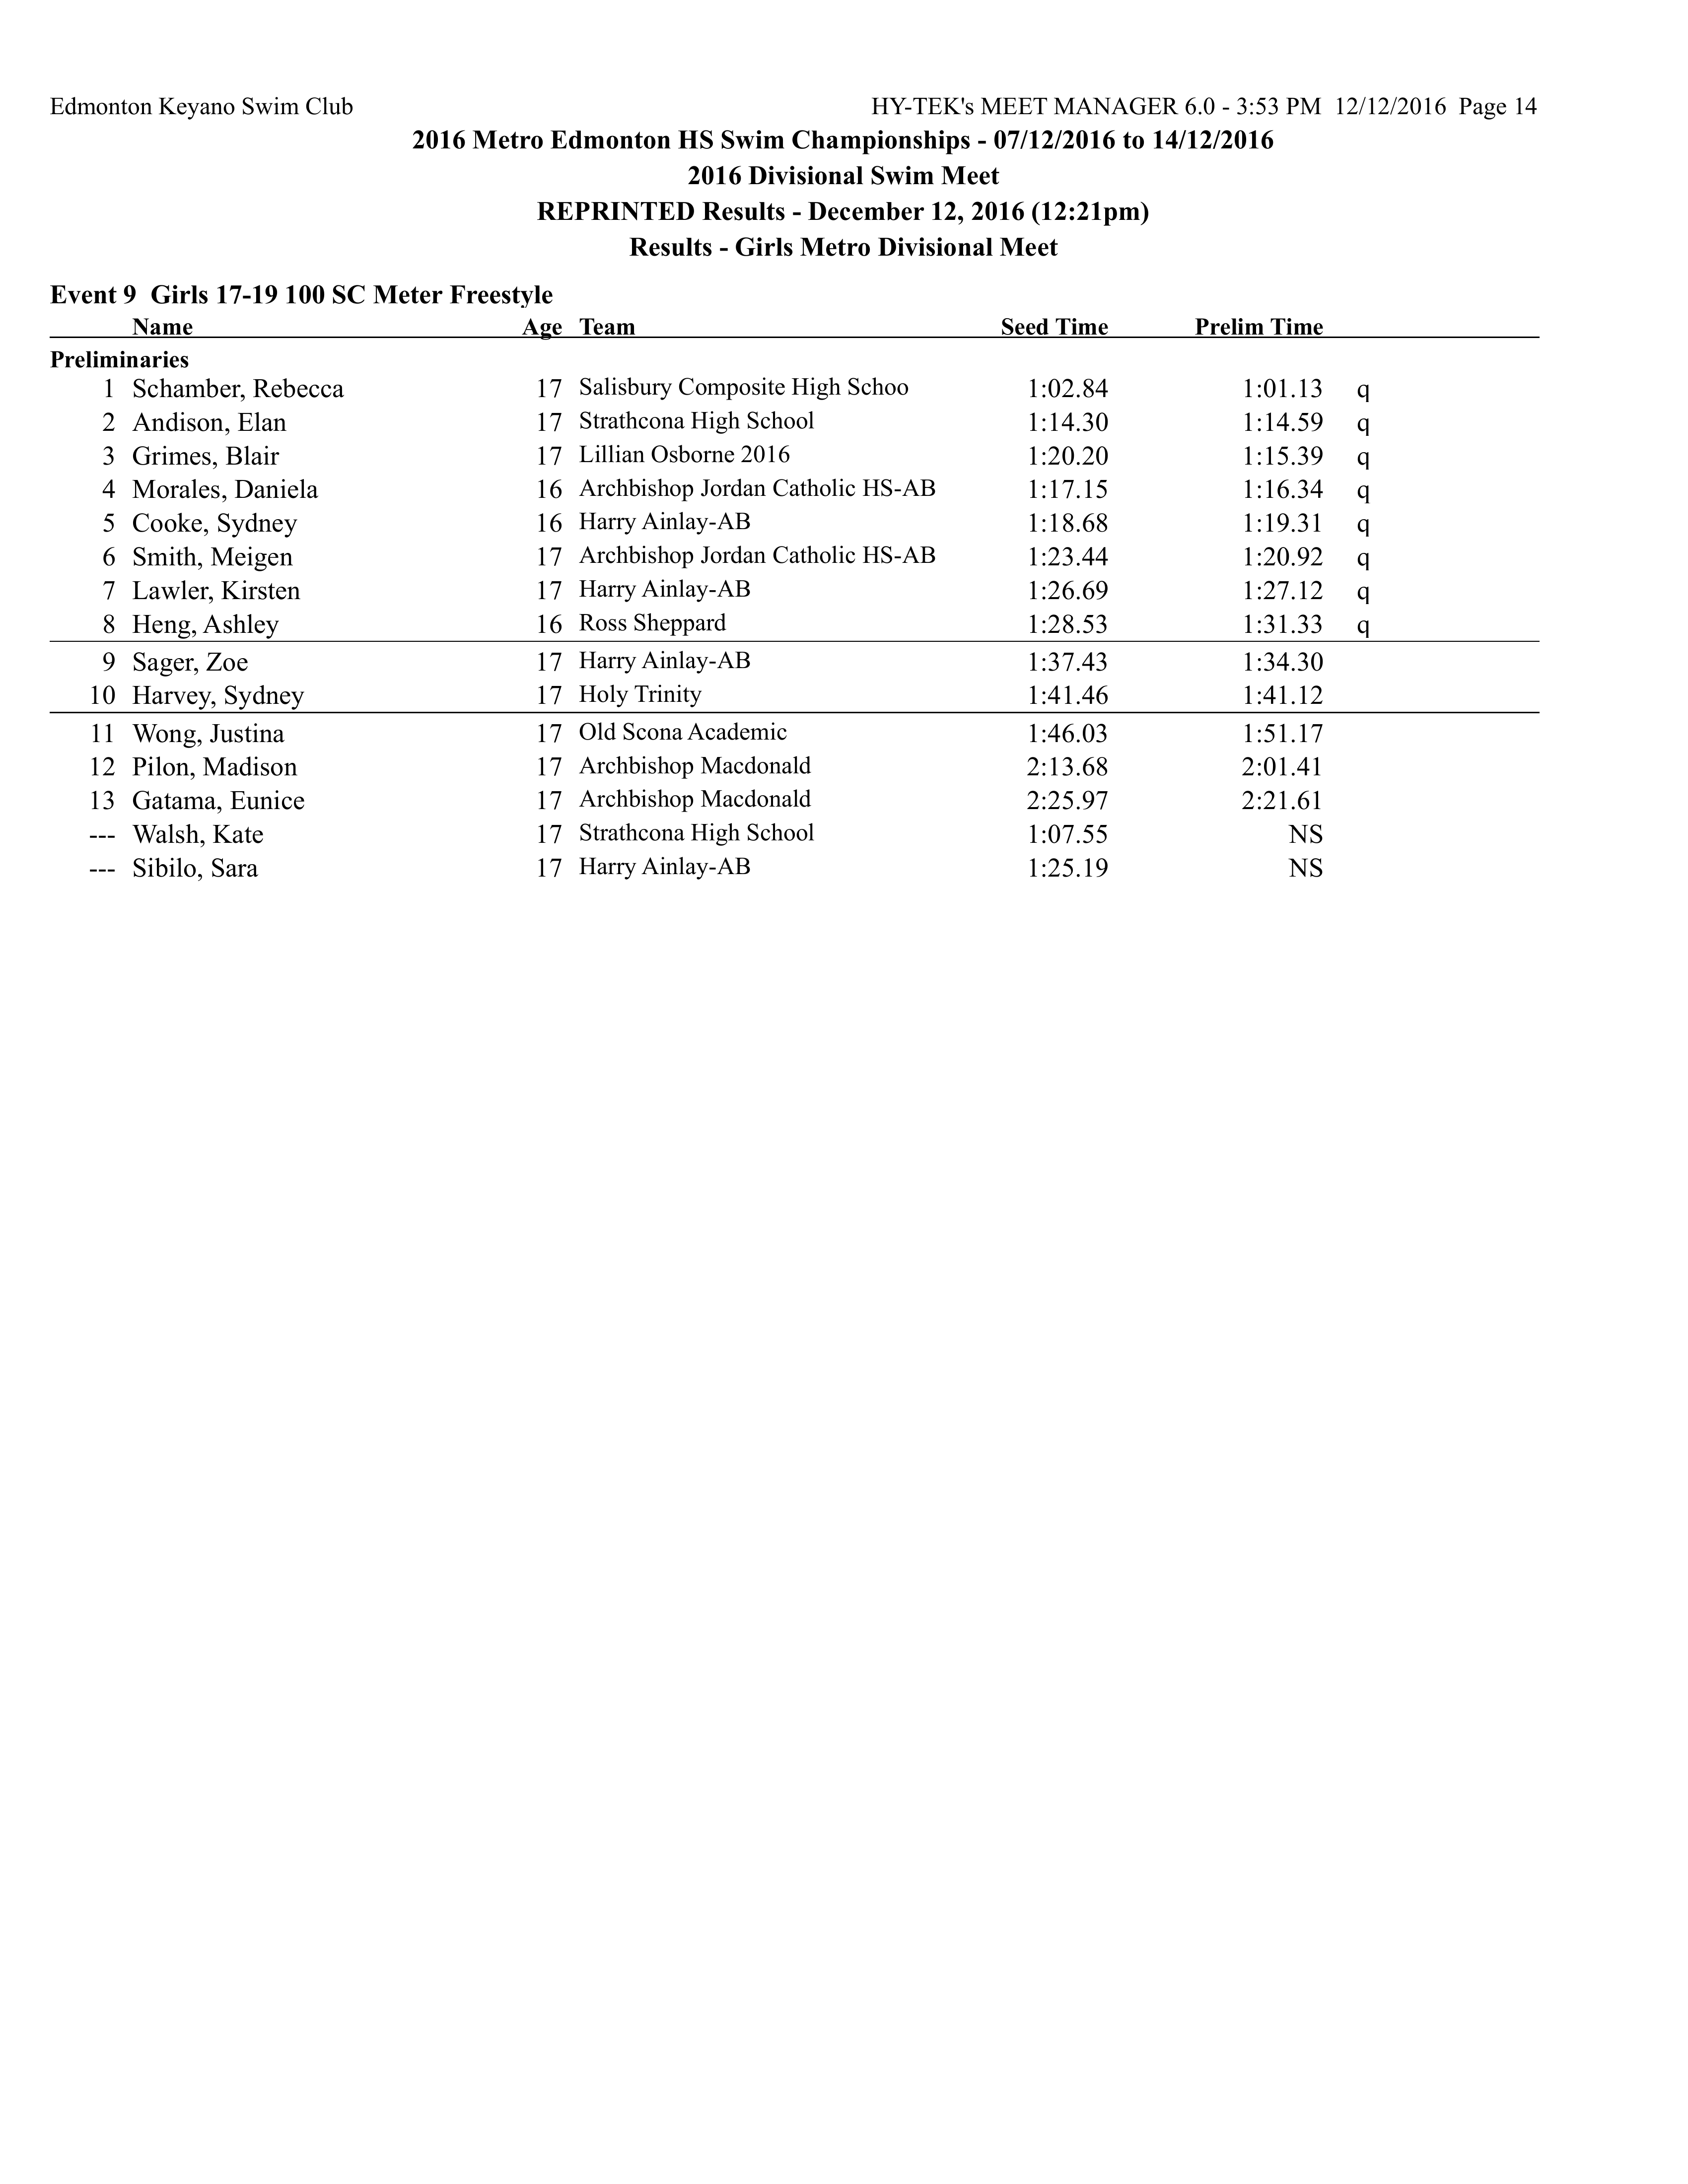 Edmonton Keyano Swim Club HY-TEK's MEET MANAGER 6.0 - 3:53 PM 12/12/2016 Page 14
2016 Metro Edmonton HS Swim Championships - 07/12/2016 to 14/12/2016
2016 Divisional Swim Meet
REPRINTED Results - December 12, 2016 (12:21pm)
Results - Girls Metro Divisional Meet
Event 9 Girls 17-19 100 SC Meter Freestyle
Name Age Team Seed Time Prelim Time
Preliminaries
1 Schamber, Rebecca 17 Salisbury Composite High Schoo 1:02.84 1:01.13 q
2 Andison, Elan 17 Strathcona High School 1:14.30 1:14.59 q
3 Grimes, Blair 17 Lillian Osborne 2016 1:20.20 1:15.39 q
4 Morales, Daniela 16 Archbishop Jordan Catholic HS-AB 1:17.15 1:16.34 q
5 Cooke, Sydney 16 Harry Ainlay-AB 1:18.68 1:19.31 q
6 Smith, Meigen 17 Archbishop Jordan Catholic HS-AB 1:23.44 1:20.92 q
7 Lawler, Kirsten 17 Harry Ainlay-AB 1:26.69 1:27.12 q
8 Heng, Ashley 16 Ross Sheppard 1:28.53 1:31.33 q
9 Sager, Zoe 17 Harry Ainlay-AB 1:37.43 1:34.30
10 Harvey, Sydney 17 Holy Trinity 1:41.46 1:41.12
11 Wong, Justina 17 Old Scona Academic 1:46.03 1:51.17
12 Pilon, Madison 17 Archbishop Macdonald 2:13.68 2:01.41
13 Gatama, Eunice 17 Archbishop Macdonald 2:25.97 2:21.61
--- Walsh, Kate 17 Strathcona High School 1:07.55 NS
--- Sibilo, Sara 17 Harry Ainlay-AB 1:25.19 NS